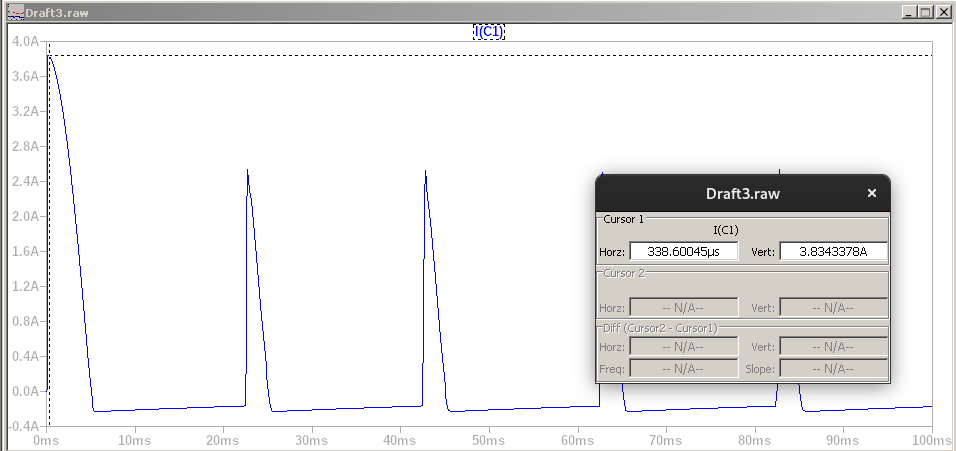 Draft3.raw
I(C1)
4.0A
3.6A
3.2A
2.8A
2.4A
2.0A
1.6A
1.2A
0.8A
0.4A
0.0A
-0.4A
0ms 10ms 20ms 30ms 40ms 50ms 60ms 70ms 80ms 90ms 100ms
Draft3.raw
Cursor 1
I(C1)
Horz: 338.60045µs Vert: 3.8343378A
Cursor 2
Horz: -- N/A-- Vert: -- N/A--
Diff (Cursor2 - Cursor1)
Horz: -- N/A-- Vert: -- N/A--
Freq: -- N/A-- Slope: -- N/A--